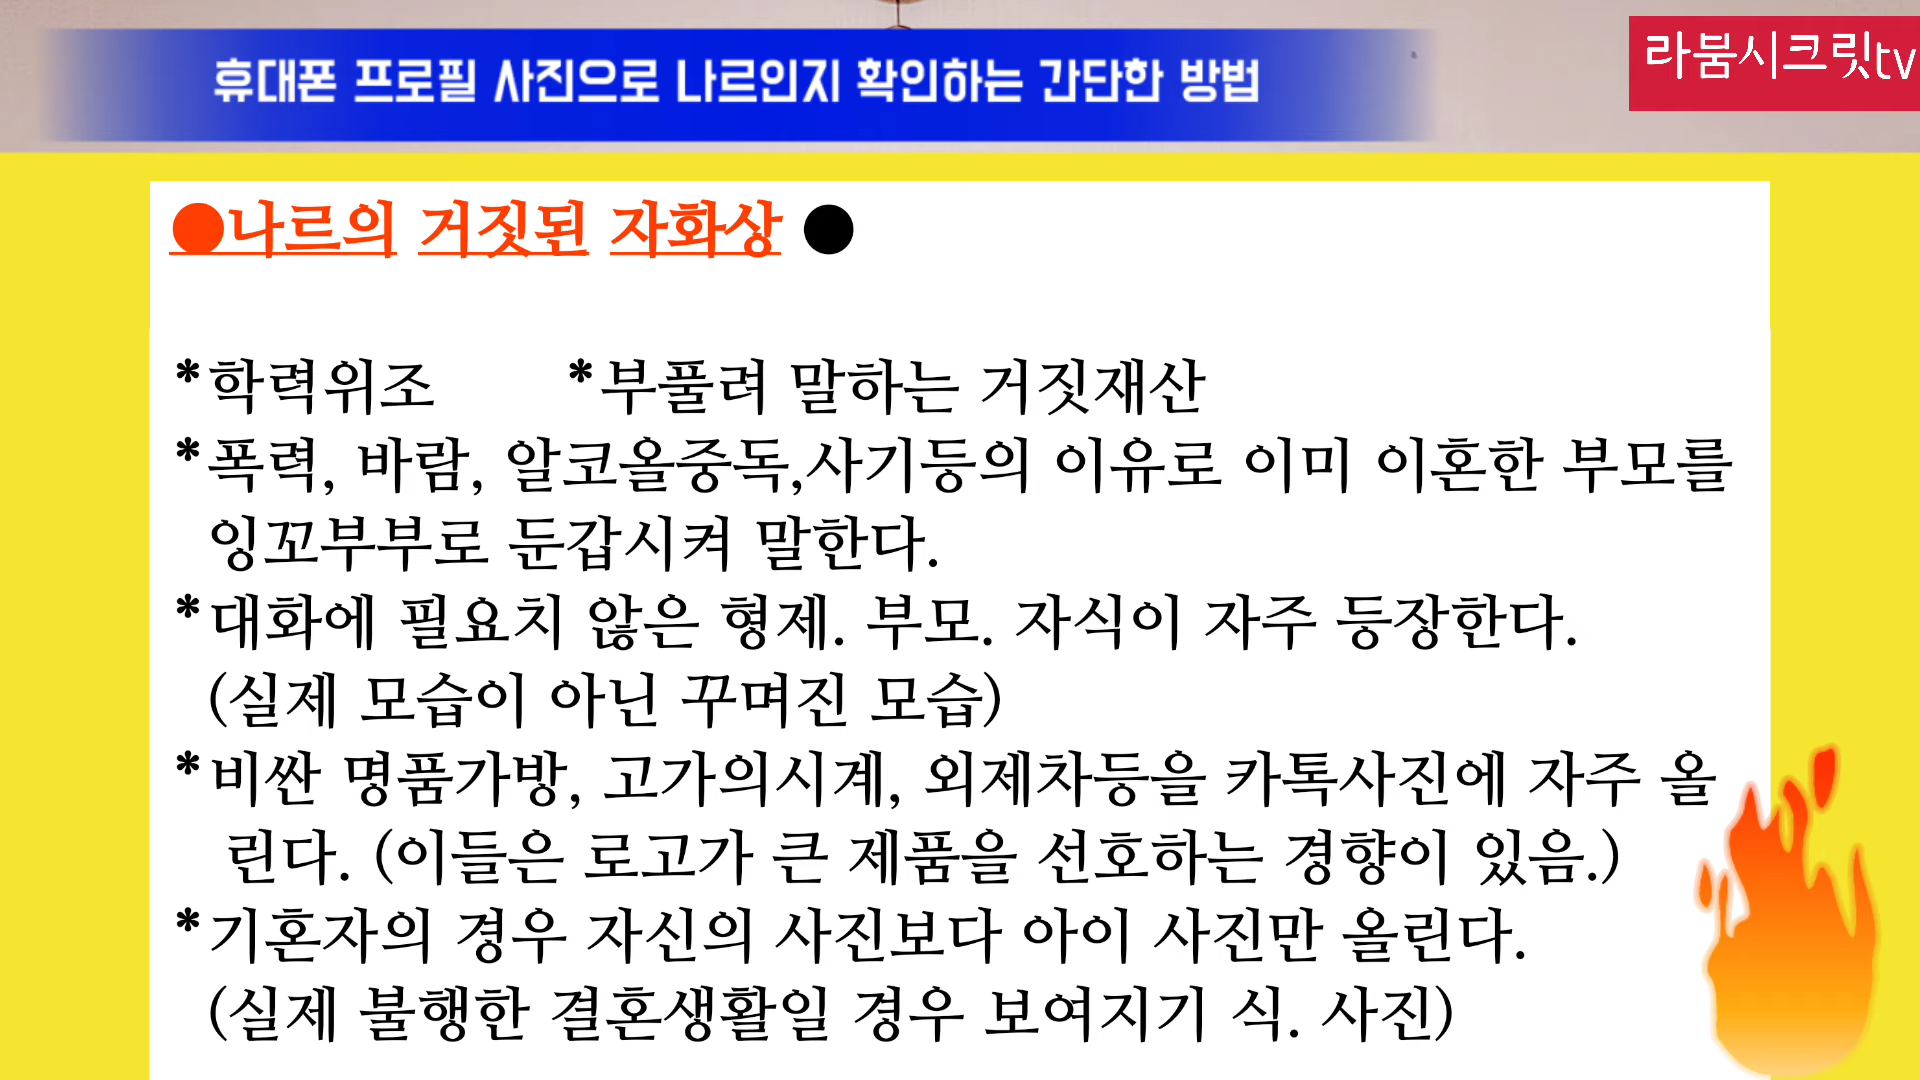 휴대폰 프로필 사진으로 나르인지 확인하는 간단한 방법
라붐시크릿tv
●나르의 거짓된 자화상 ●
*학력위조 *부풀려 말하는 거짓재산
*폭력, 바람, 알코올중독,사기등의 이유로 이미 이혼한 부모를
잉꼬부부로 둔갑시켜 말한다.
*대화에 필요치 않은 형제. 부모. 자식이 자주 등장한다.
(실제 모습이 아닌 꾸며진 모습)
*비싼 명품가방, 고가의시계, 외제차등을 카톡사진에 자주 올
린다. (이들은 로고가 큰 제품을 선호하는 경향이 있음.)
*기혼자의 경우 자신의 사진보다 아이 사진만 올린다.
(실제 불행한 결혼생활일 경우 보여지기 식. 사진)